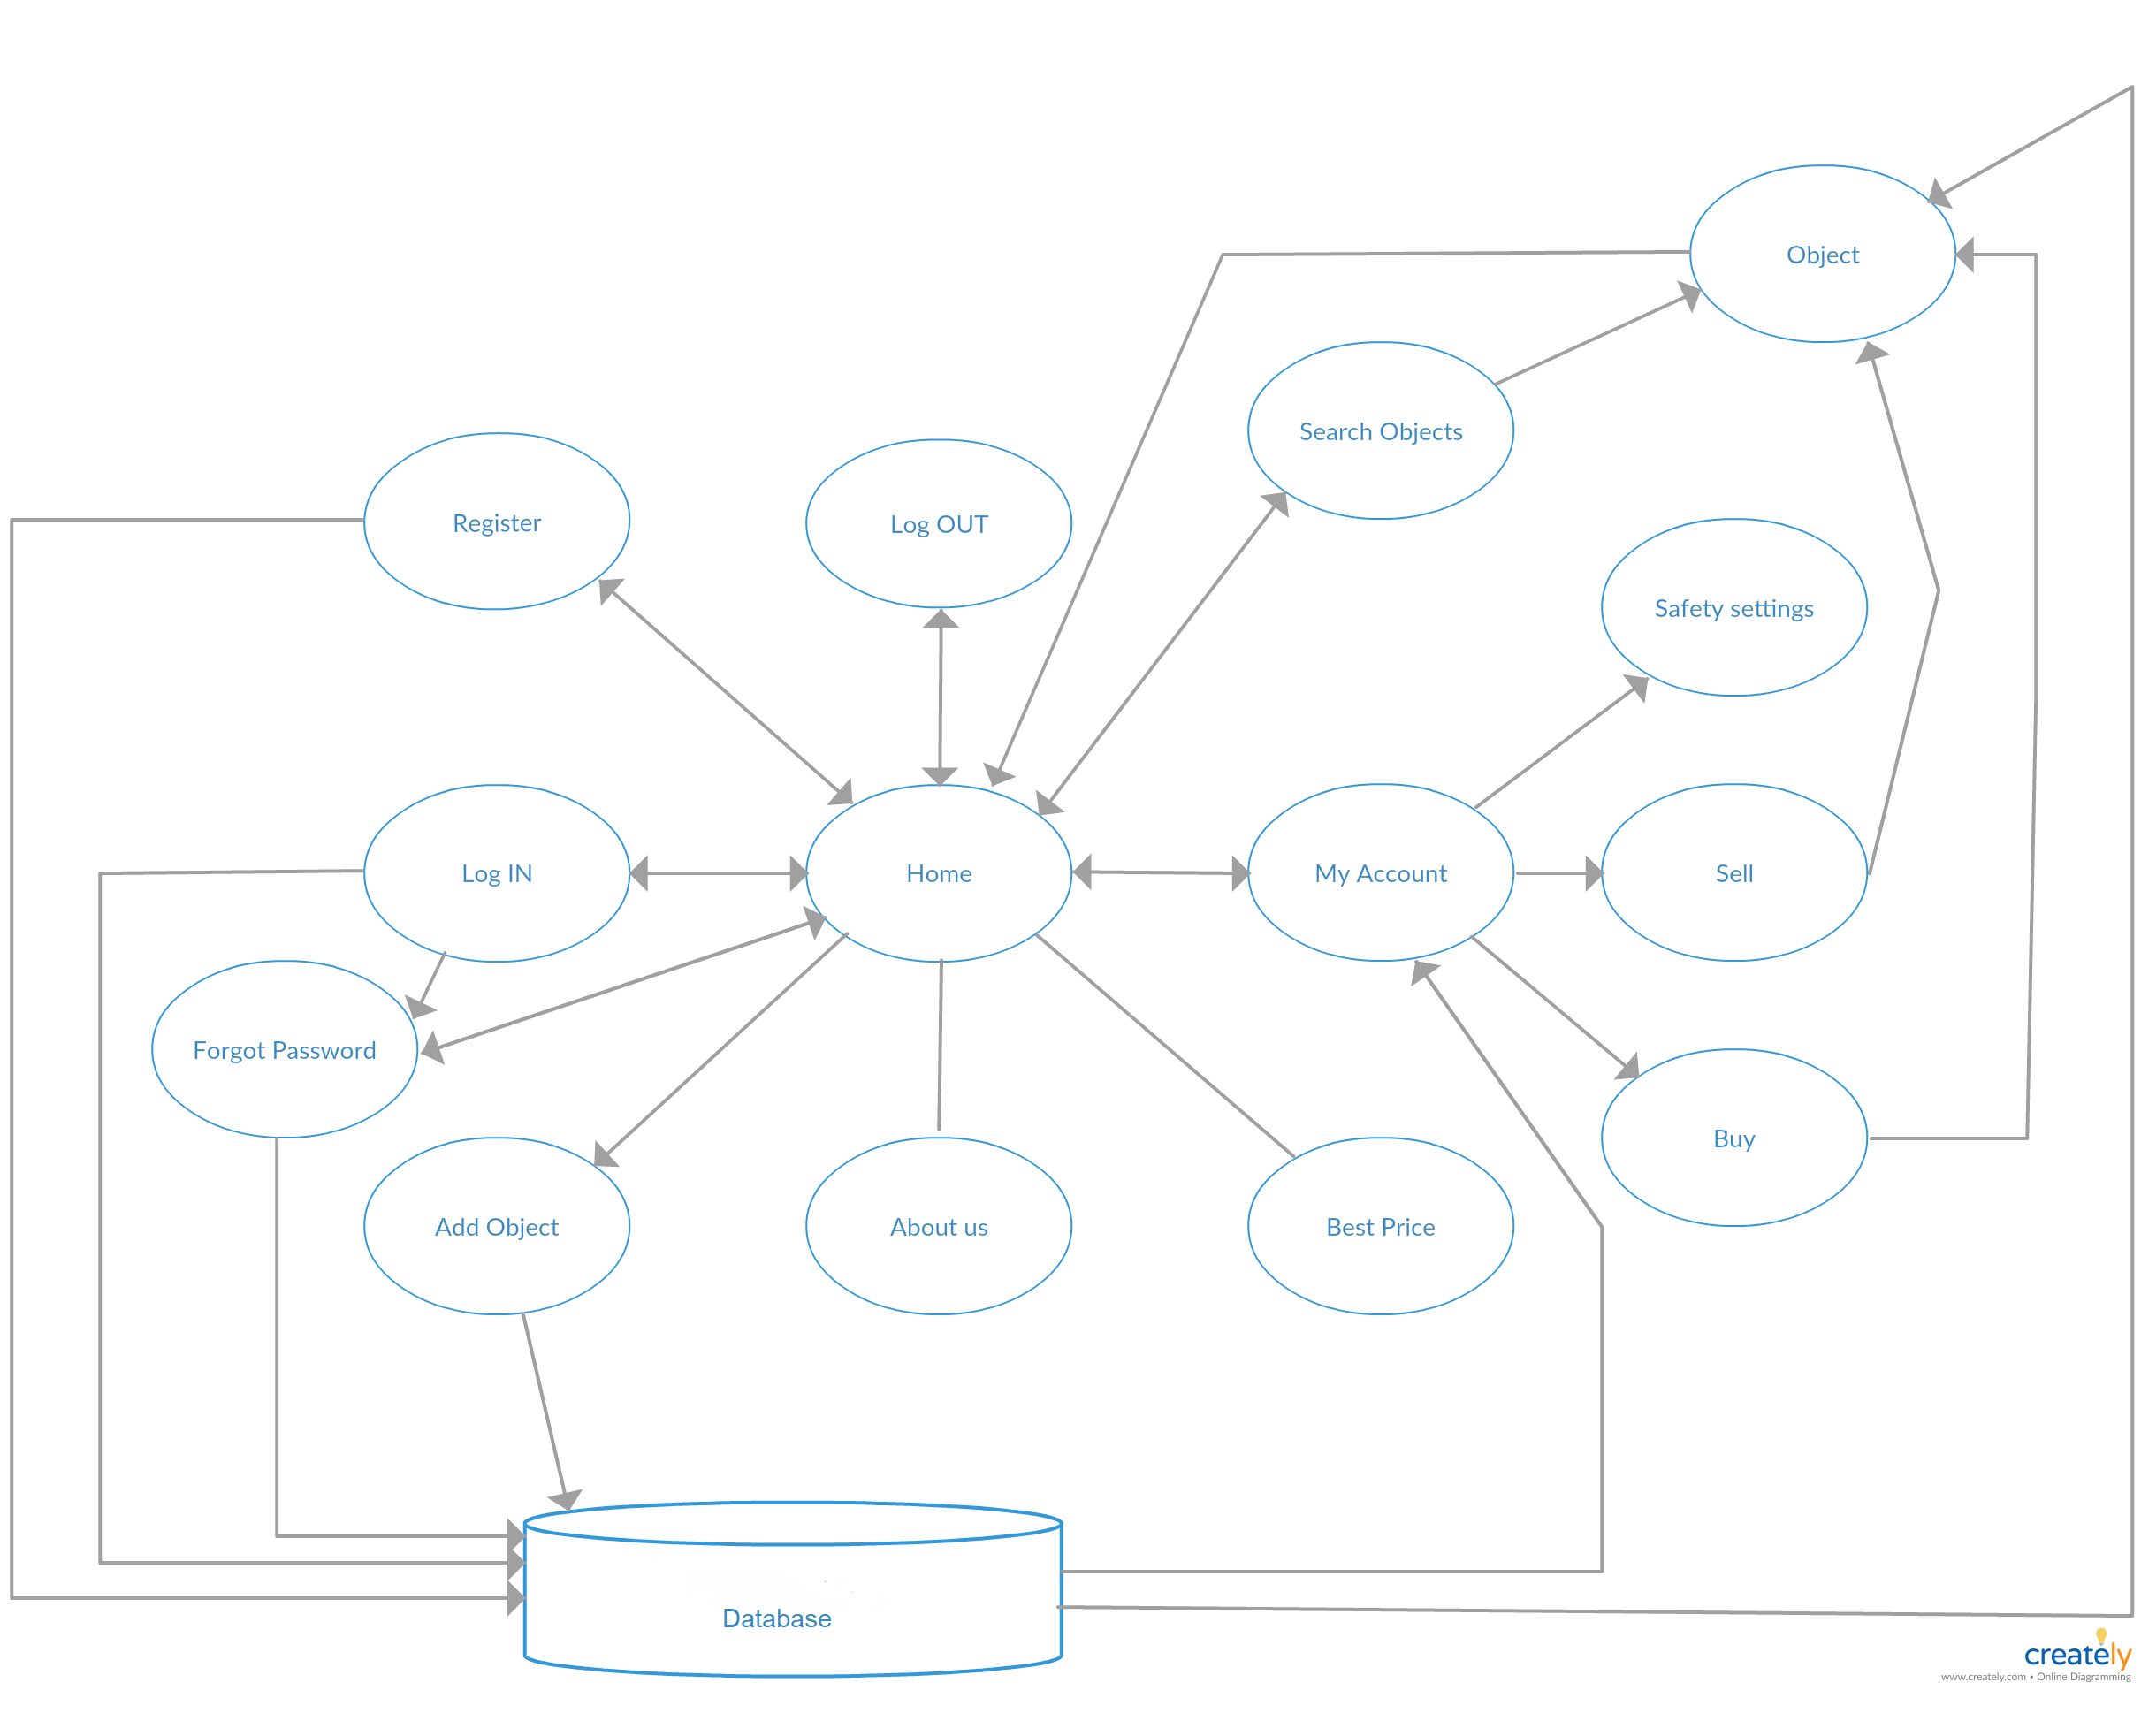 Object
Search Objects
Register
Log OUT
Safety settings
Log IN
Home
My Account
Sell
Forgot Password
Buy
Add Object
About us
Best Price
Database
creately
www.creately.com • Online Diagramming